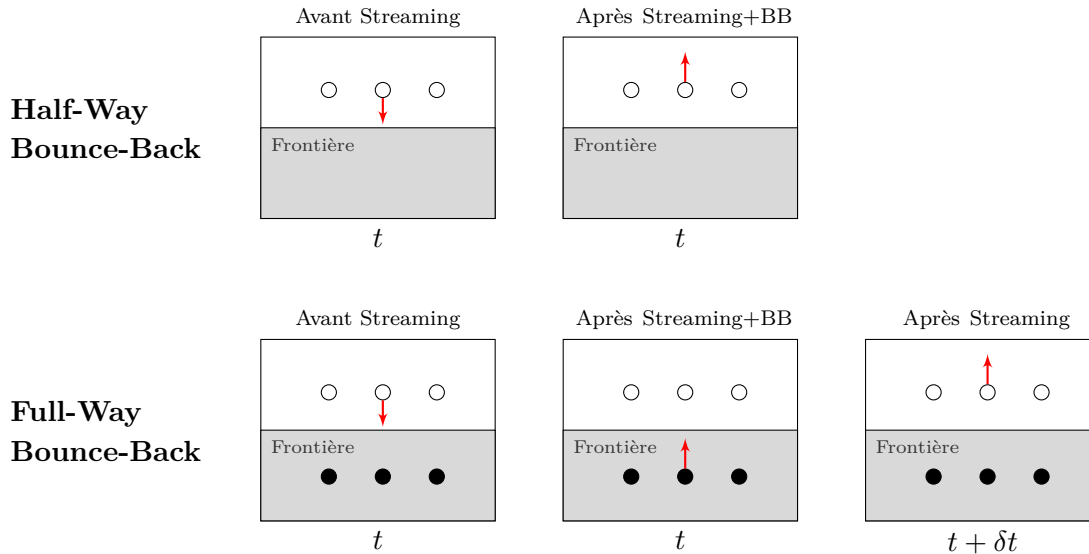 Avant Streaming
Après Streaming+BB
Half-Way
Bounce-Back
Frontière
Frontière
t
t
Avant Streaming
Après Streaming+BB
Après Streaming
Full-Way
Bounce-Back
Frontière
Frontière
Frontière
t
t
t + δt